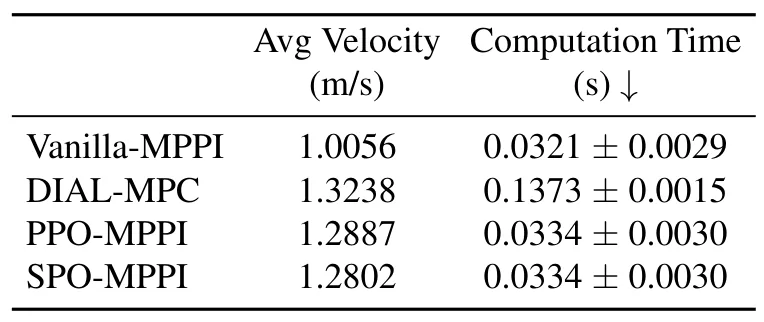 Avg Velocity Computation Time
(m/s) (s) ↓
Vanilla-MPPI 1.0056 0.0321 ± 0.0029
DIAL-MPC 1.3238 0.1373 ± 0.0015
PPO-MPPI 1.2887 0.0334 ± 0.0030
SPO-MPPI 1.2802 0.0334 ± 0.0030